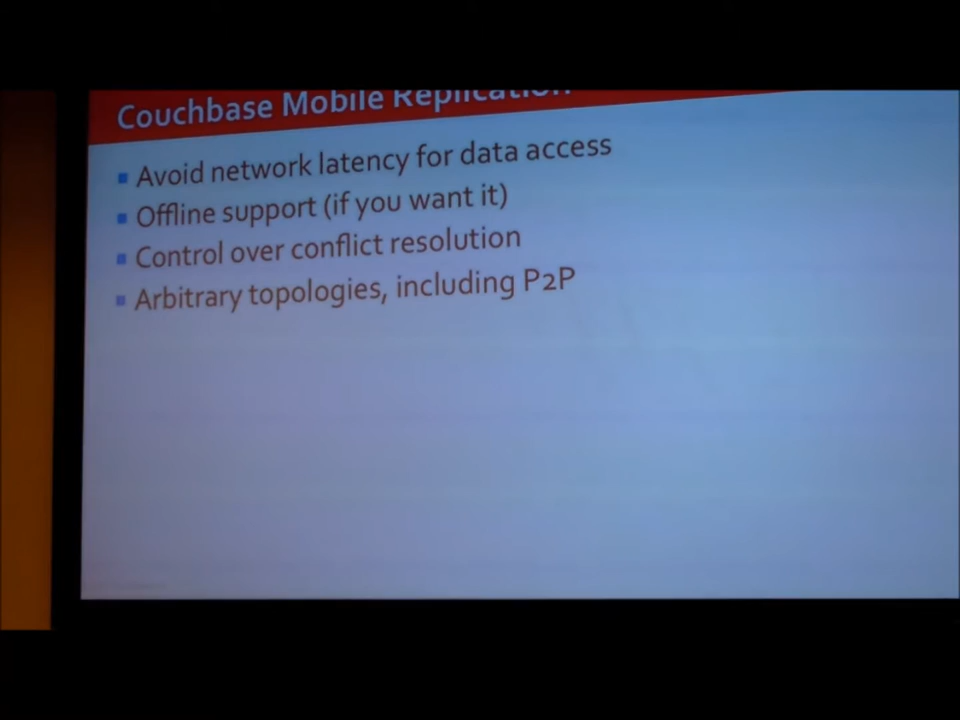 Couchbase Mobile Replication
Avoid network latency for data access
Offline support (if you want it)
Control over conflict resolution
Arbitrary topologies, including P2P